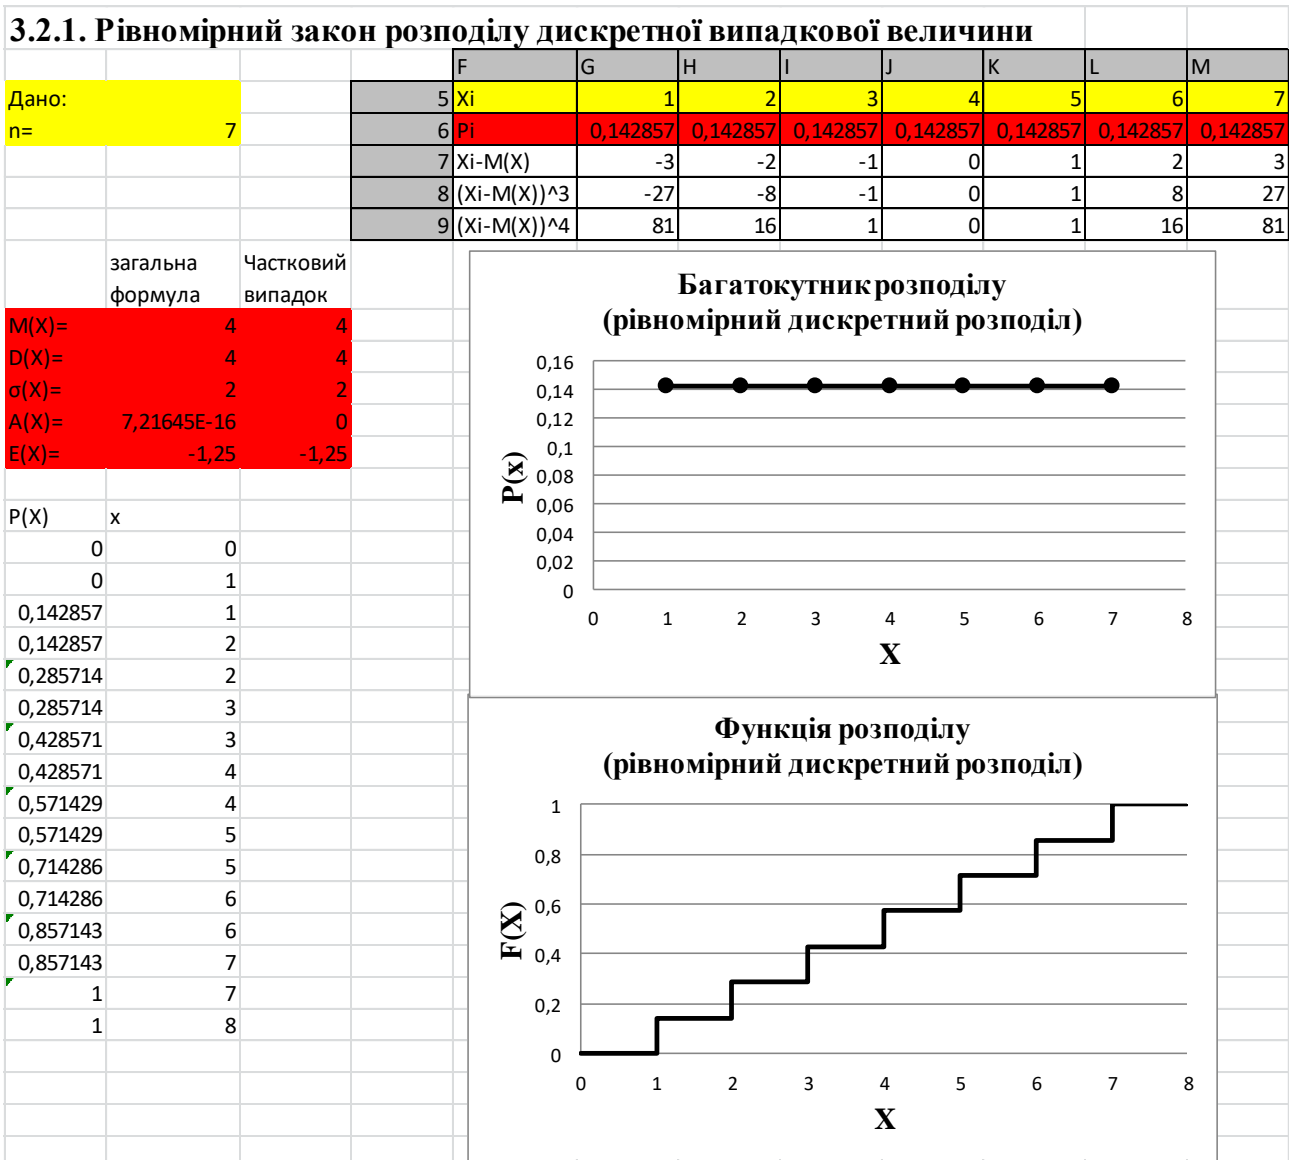 3.2.1. Рівномірний закон розподілу дискретної випадкової величини
F G H I J K L M
Дано: 5 Xi 1 2 3 4 5 6 7
n= 7 6 Pi 0,142857 0,142857 0,142857 0,142857 0,142857 0,142857 0,142857
7 Xi-M(X) -3 -2 -1 0 1 2 3
8 (Xi-M(X))^3 -27 -8 -1 0 1 8 27
9 (Xi-M(X))^4 81 16 1 0 1 16 81
загальна Частковий
формула випадок
M(X)= 4 4
D(X)= 4 4
σ(X)= 2 2
A(X)= 7,21645E-16 0
E(X)= -1,25 -1,25
P(X) x
0 0
0 1
0,142857 1
0,142857 2
0,285714 2
0,285714 3
0,428571 3
0,428571 4
0,571429 4
0,571429 5
0,714286 5
0,714286 6
0,857143 6
0,857143 7
1 7
1 8
Багатокутник розподілу
(рівномірний дискретний розподіл)
P(x)
0,16
0,14
0,12
0,1
0,08
0,06
0,04
0,02
0
0 1 2 3 4 5 6 7 8
X
Функція розподілу
(рівномірний дискретний розподіл)
F(X)
1
0,8
0,6
0,4
0,2
0
0 1 2 3 4 5 6 7 8
X